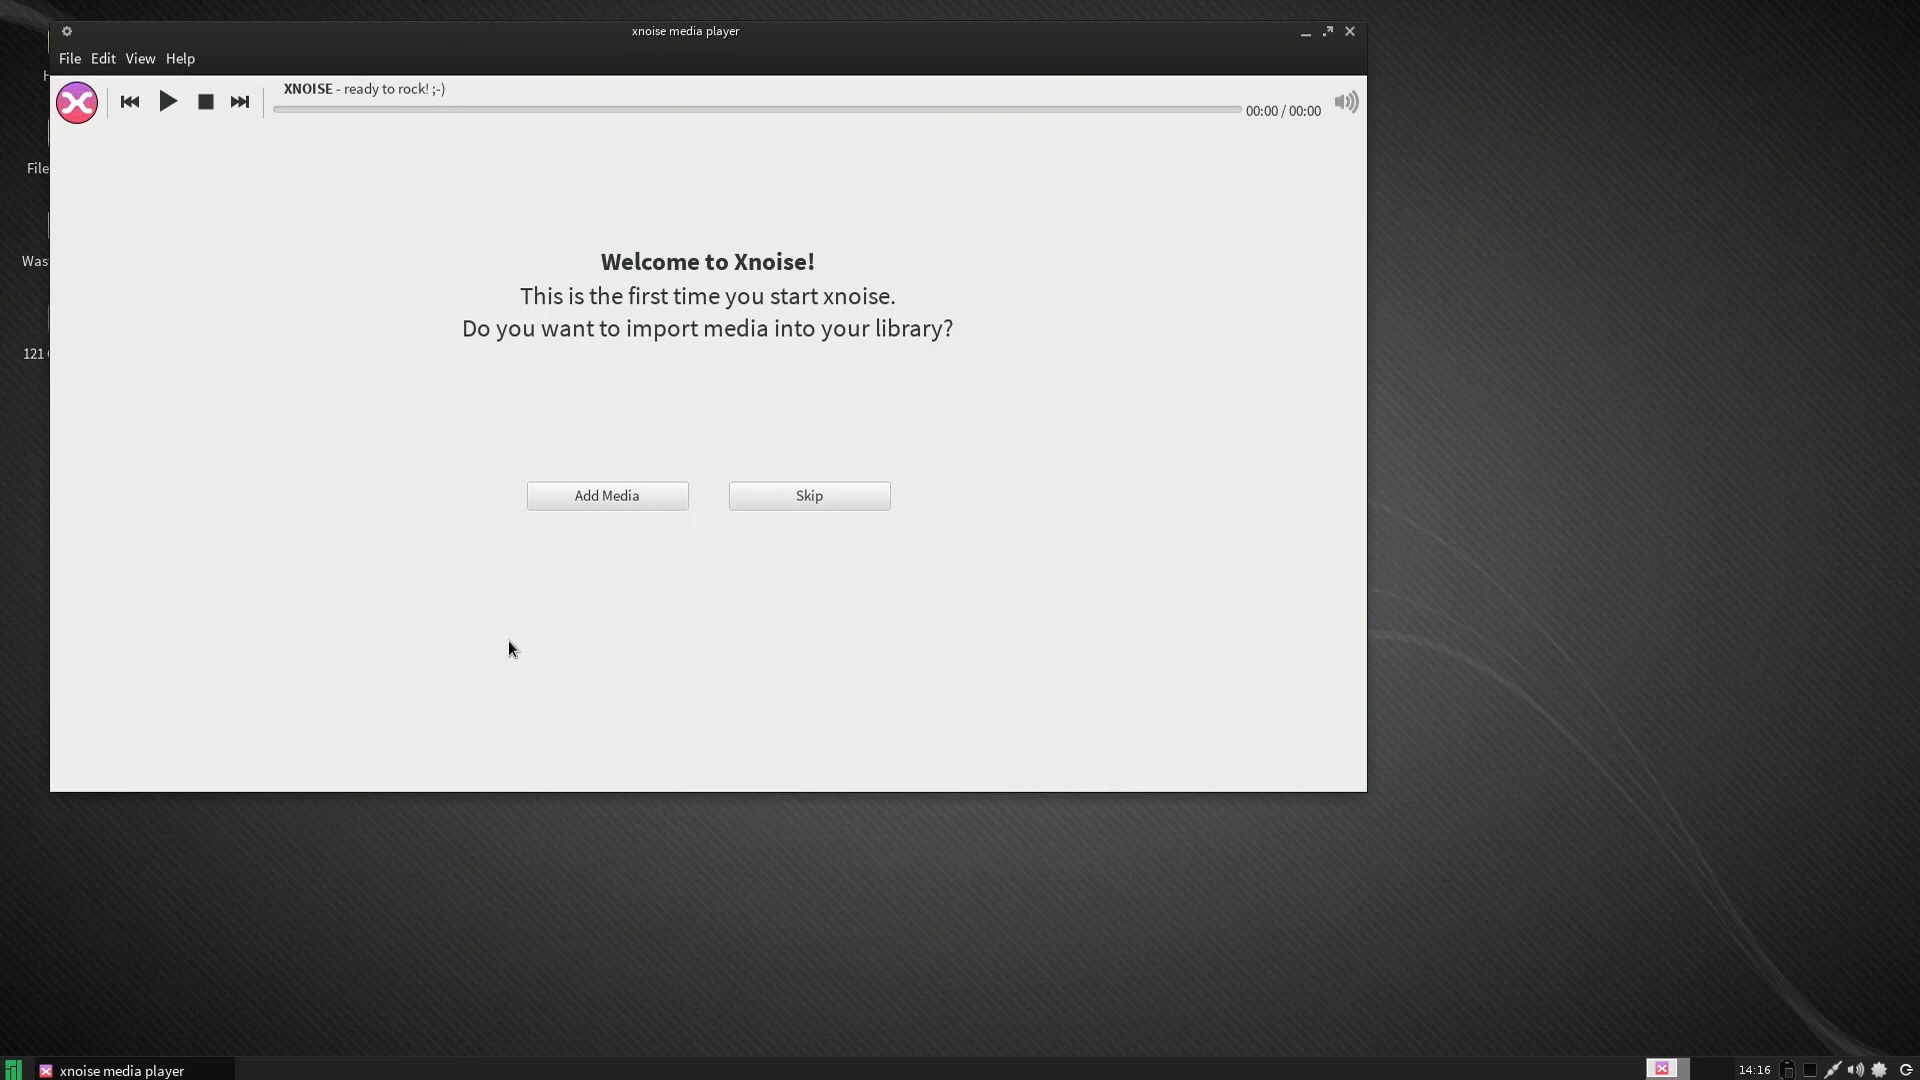 xnoise media player
File Edit View Help
XNOISE - ready to rock! ;-)
00:00 / 00:00
Welcome to Xnoise!
This is the first time you start xnoise.
Do you want to import media into your library?
Add Media
Skip
H
File
Was
121
xnoise media player
14:16